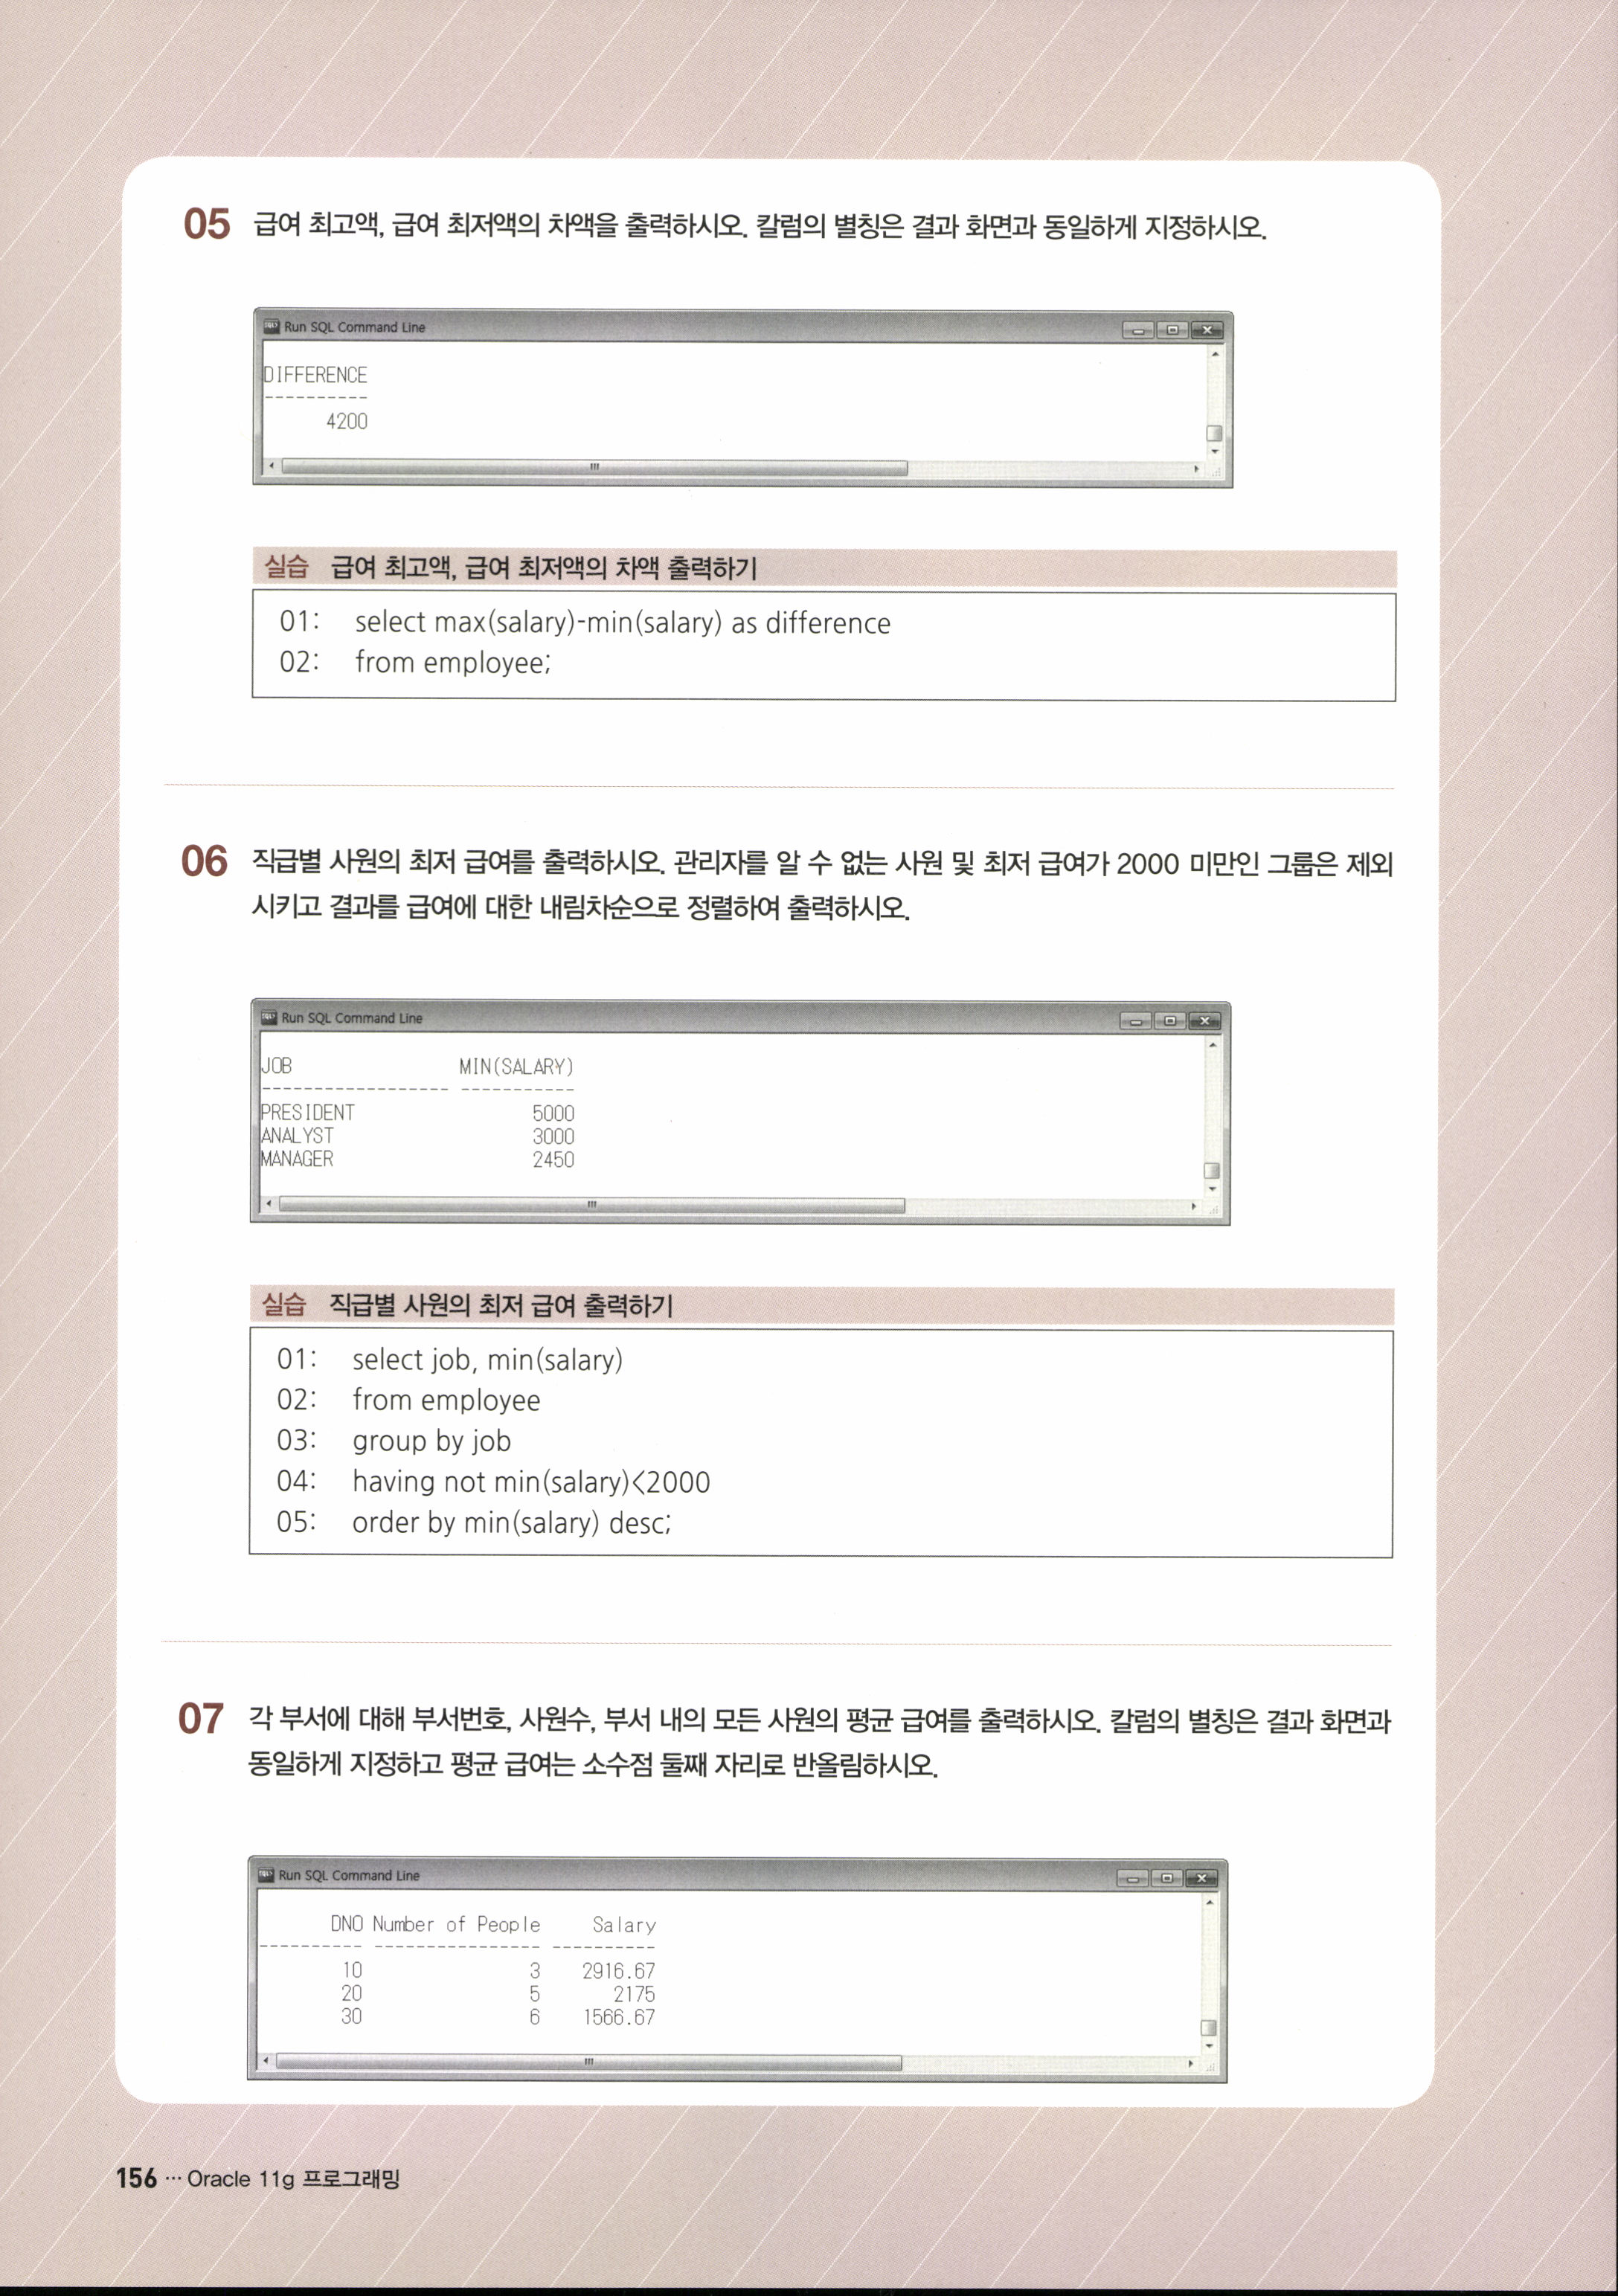 05 급여 최고액, 급여 최저액의 차액을 출력하시오. 칼럼의 별칭은 결과 화면과 동일하게 지정하시오.
Run SQL Command Line
DIFFERENCE
----------
4200
실습 급여 최고액, 급여 최저액의 차액 출력하기
01: select max(salary)-min(salary) as difference
02: from employee;
06 직급별 사원의 최저 급여를 출력하시오. 관리자를 알 수 없는 사원 및 최저 급여가 2000 미만인 그룹은 제외
시키고 결과를 급여에 대한 내림차순으로 정렬하여 출력하시오.
Run SQL Command Line
JOB MIN(SALARY)
------------------ -----------
PRESIDENT 5000
ANALYST 3000
MANAGER 2450
실습 직급별 사원의 최저 급여 출력하기
01: select job, min(salary)
02: from employee
03: group by job
04: having not min(salary)<2000
05: order by min(salary) desc;
07 각 부서에 대해 부서번호, 사원수, 부서 내의 모든 사원의 평균 급여를 출력하시오. 칼럼의 별칭은 결과 화면과
동일하게 지정하고 평균 급여는 소수점 둘째 자리로 반올림하시오.
Run SQL Command Line
DNO Number of People Salary
---------- ---------------- ----------
10 3 2916.67
20 5 2175
30 6 1566.67
156 ··· Oracle 11g 프로그래밍